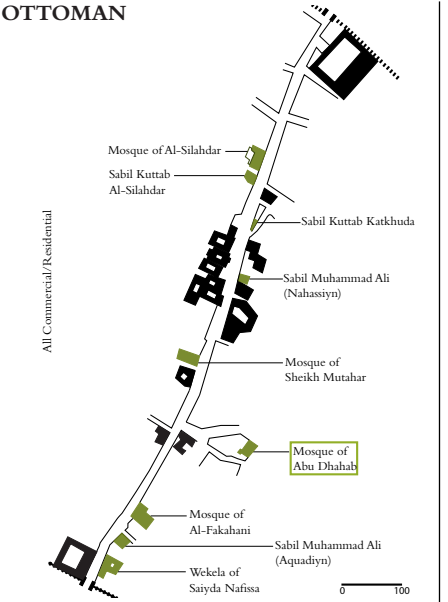 OTTOMAN
Mosque of Al-Silahdar
Sabil Kuttab
Al-Silahdar
Sabil Kuttab Katkhuda
All Commercial/Residential
Sabil Muhammad Ali
(Nahassiyn)
Mosque of
Sheikh Mutahar
Mosque of
Abu Dhahab
Mosque of
Al-Fakahani
Sabil Muhammad Ali
(Aquadiyn)
Wekela of
Saiyda Nafissa
0 100